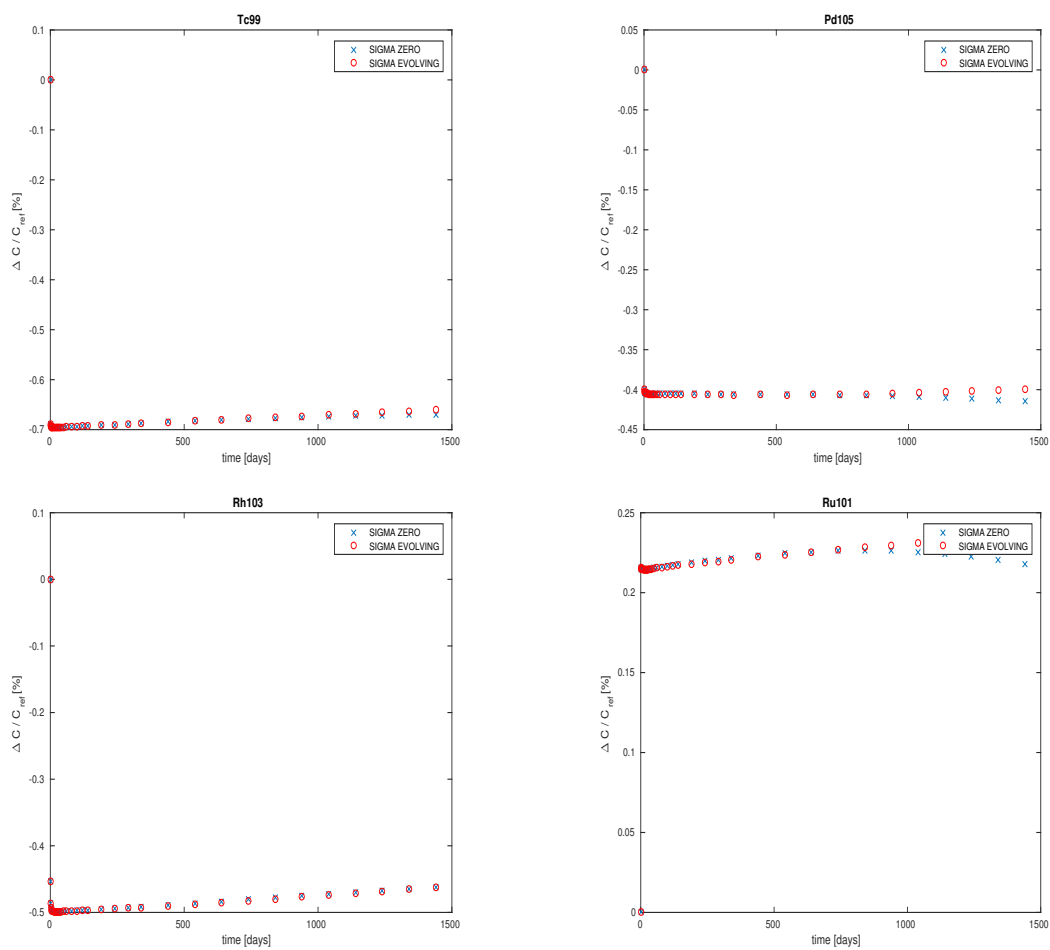 Tc99
0.1
0
-0.1
-0.2
-0.3
-0.4
-0.5
-0.6
-0.7
Δ C / C ref [%]
0 500 1000 1500
time [days]
SIGMA ZERO
SIGMA EVOLVING
Pd105
0.05
0
-0.05
-0.1
-0.15
-0.2
-0.25
-0.3
-0.35
-0.4
-0.45
Δ C / C ref [%]
0 500 1000 1500
time [days]
SIGMA ZERO
SIGMA EVOLVING
Rh103
0.1
0
-0.1
-0.2
-0.3
-0.4
-0.5
Δ C / C ref [%]
0 500 1000 1500
time [days]
SIGMA ZERO
SIGMA EVOLVING
Ru101
0.25
0.2
0.15
0.1
0.05
0
Δ C / C ref [%]
0 500 1000 1500
time [days]
SIGMA ZERO
SIGMA EVOLVING